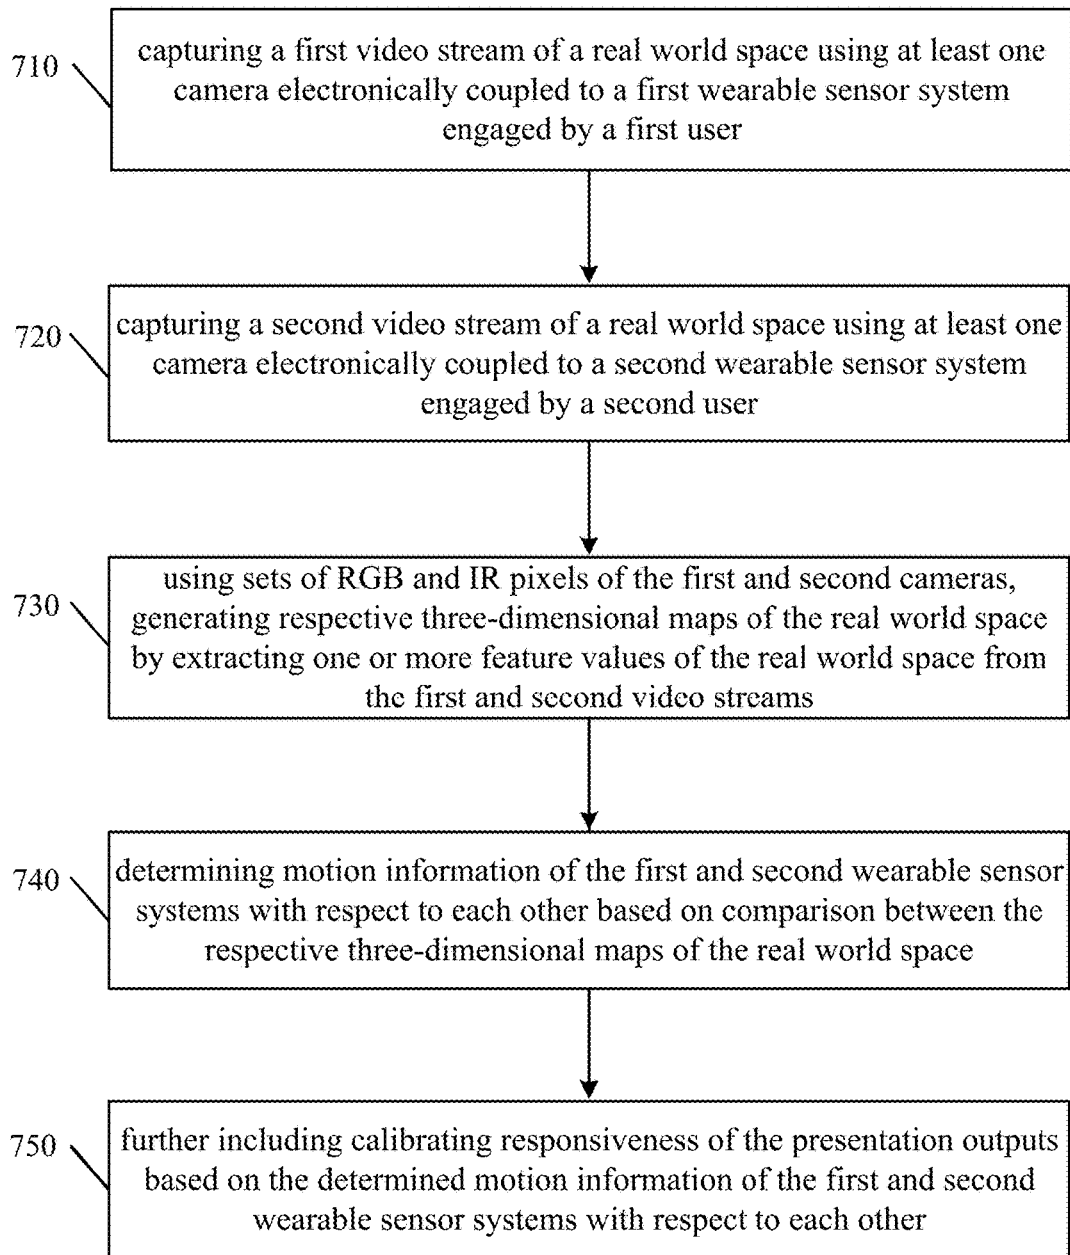 710
capturing a first video stream of a real world space using at least one
camera electronically coupled to a first wearable sensor system
engaged by a first user
720
capturing a second video stream of a real world space using at least one
camera electronically coupled to a second wearable sensor system
engaged by a second user
730
using sets of RGB and IR pixels of the first and second cameras,
generating respective three-dimensional maps of the real world space
by extracting one or more feature values of the real world space from
the first and second video streams
740
determining motion information of the first and second wearable sensor
systems with respect to each other based on comparison between the
respective three-dimensional maps of the real world space
750
further including calibrating responsiveness of the presentation outputs
based on the determined motion information of the first and second
wearable sensor systems with respect to each other